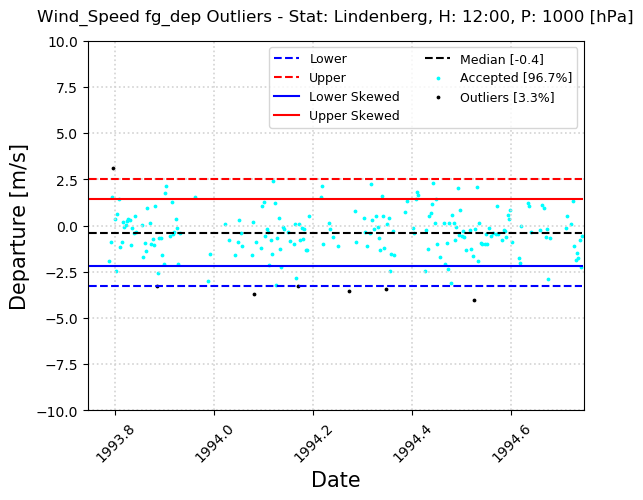 Wind_Speed fg_dep Outliers - Stat: Lindenberg, H: 12:00, P: 1000 [hPa]
Lower
Upper
Lower Skewed
Upper Skewed
Median [-0.4]
Accepted [96.7%]
Outliers [3.3%]
Departure [m/s]
10.0
7.5
5.0
2.5
0.0
−2.5
−5.0
−7.5
−10.0
1993.8
1994.0
1994.2
1994.4
1994.6
Date